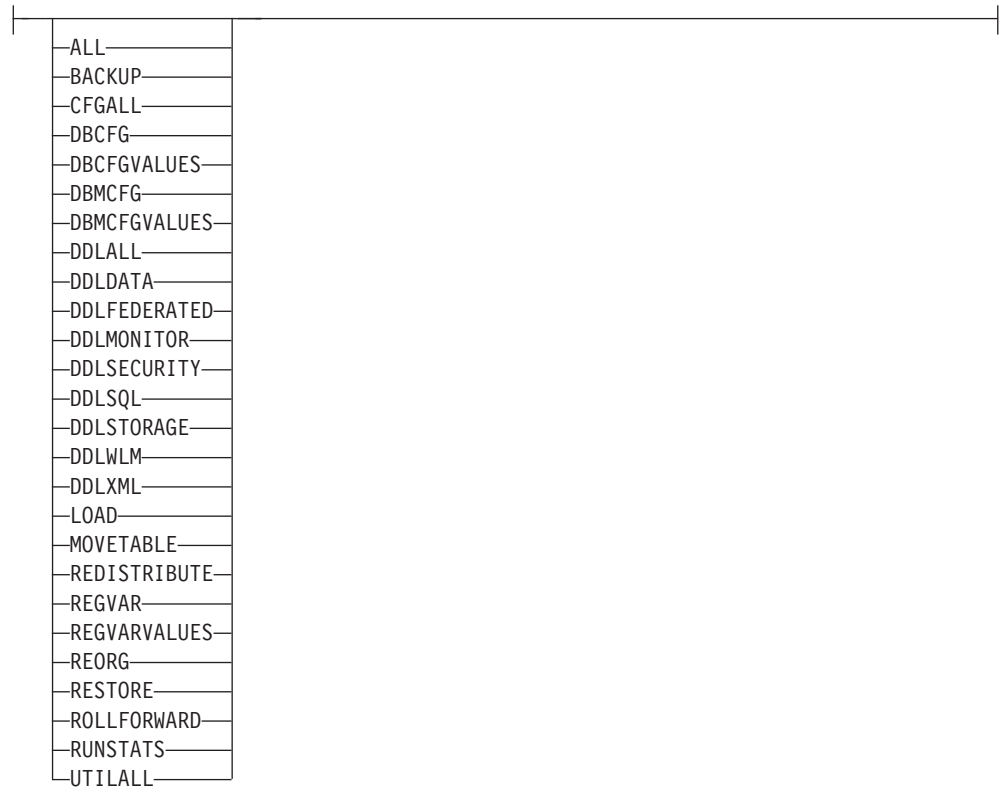 ALL
BACKUP
CFGALL
DBCFG
DBCFGVALUES
DBMCFG
DBMCFGVALUES
DDLALL
DDLDATA
DDLFEDERATED
DDLMONITOR
DDLSECURITY
DDLSQL
DDLSTORAGE
DDLWLM
DDLXML
LOAD
MOVETABLE
REDISTRIBUTE
REGVAR
REGVARVALUES
REORG
RESTORE
ROLLFORWARD
RUNSTATS
UTILALL